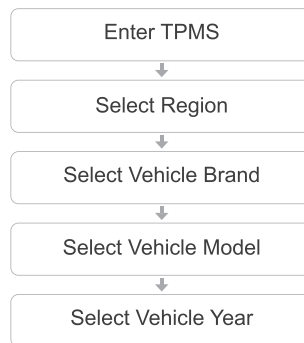 Enter TPMS
Select Region
Select Vehicle Brand
Select Vehicle Model
Select Vehicle Year